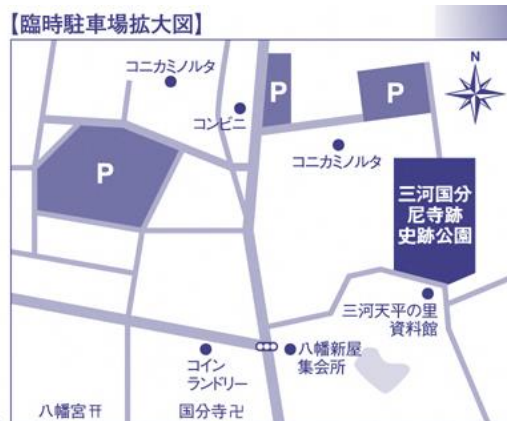 【臨時駐車場拡大図】
コニカミノルタ
コンビニ
P
P
N
コニカミノルタ
P
三河国分
尼寺跡
史跡公園
三河天平の里
資料館
八幡新屋
集会所
コイン
ランドリー
八幡宮
国分寺卍